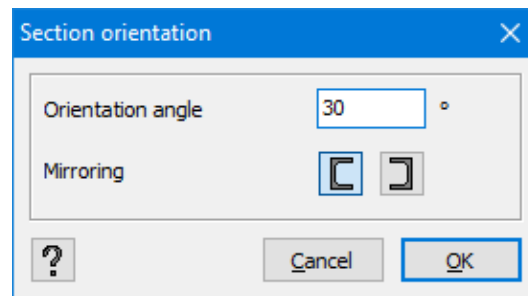 Section orientation
Orientation angle 30 °
Mirroring
? Cancel OK